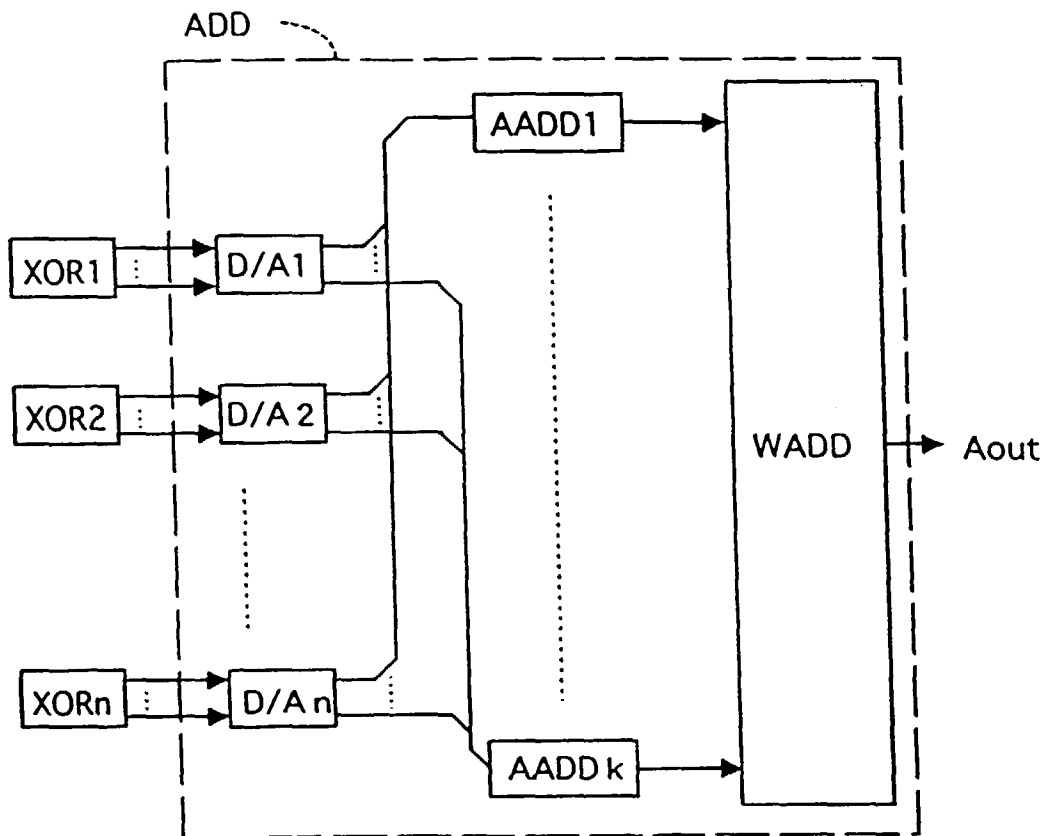 ADD
AADD1
XOR1
D/A1
XOR2
D/A 2
WADD
Aout
XORn
D/A n
AADD k